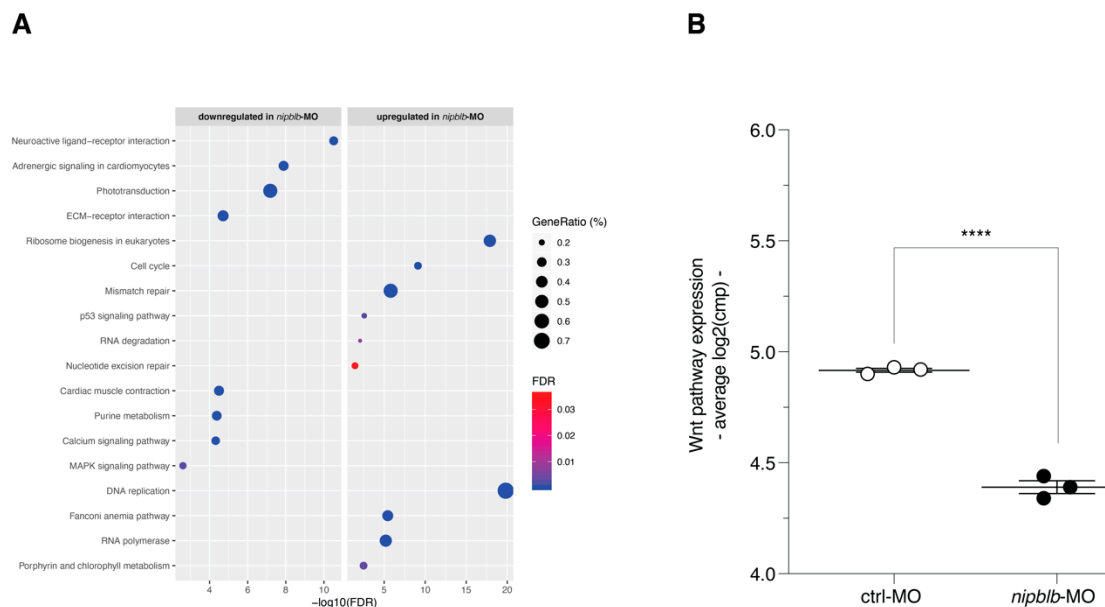 A
B
downregulated in nipblb-MO
upregulated in nipblb-MO
Neuroactive ligand−receptor interaction
Adrenergic signaling in cardiomyocytes
Phototransduction
ECM−receptor interaction
Ribosome biogenesis in eukaryotes
Cell cycle
Mismatch repair
p53 signaling pathway
RNA degradation
Nucleotide excision repair
Cardiac muscle contraction
Purine metabolism
Calcium signaling pathway
MAPK signaling pathway
DNA replication
Fanconi anemia pathway
RNA polymerase
Porphyrin and chlorophyll metabolism
4 6 8 10 5 10 15 20
−log10(FDR)
GeneRatio (%)
0.2
0.3
0.4
0.5
0.6
0.7
FDR
0.03
0.02
0.01
Wnt pathway expression
- average log2(cmp) -
6.0
5.5
5.0
4.5
4.0
****
ctrl-MO
nipblb-MO